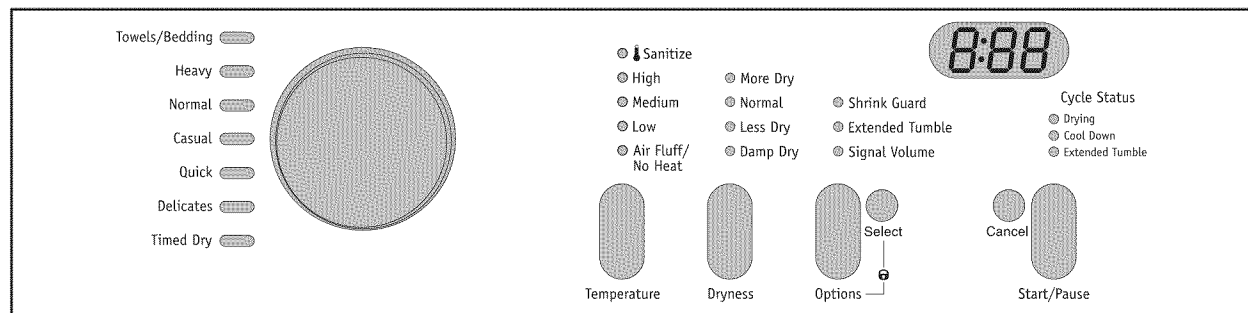 Towels/Bedding
Heavy
Normal
Casual
Quick
Delicates
Timed Dry
Sanitize
High
Medium
Low
Air Fluff/
No Heat
Temperature
More Dry
Normal
Less Dry
Damp Dry
Dryness
Shrink Guard
Extended Tumble
Signal Volume
Select
Options
8:88
Cycle Status
Drying
Cool Down
Extended Tumble
Cancel
Start/Pause